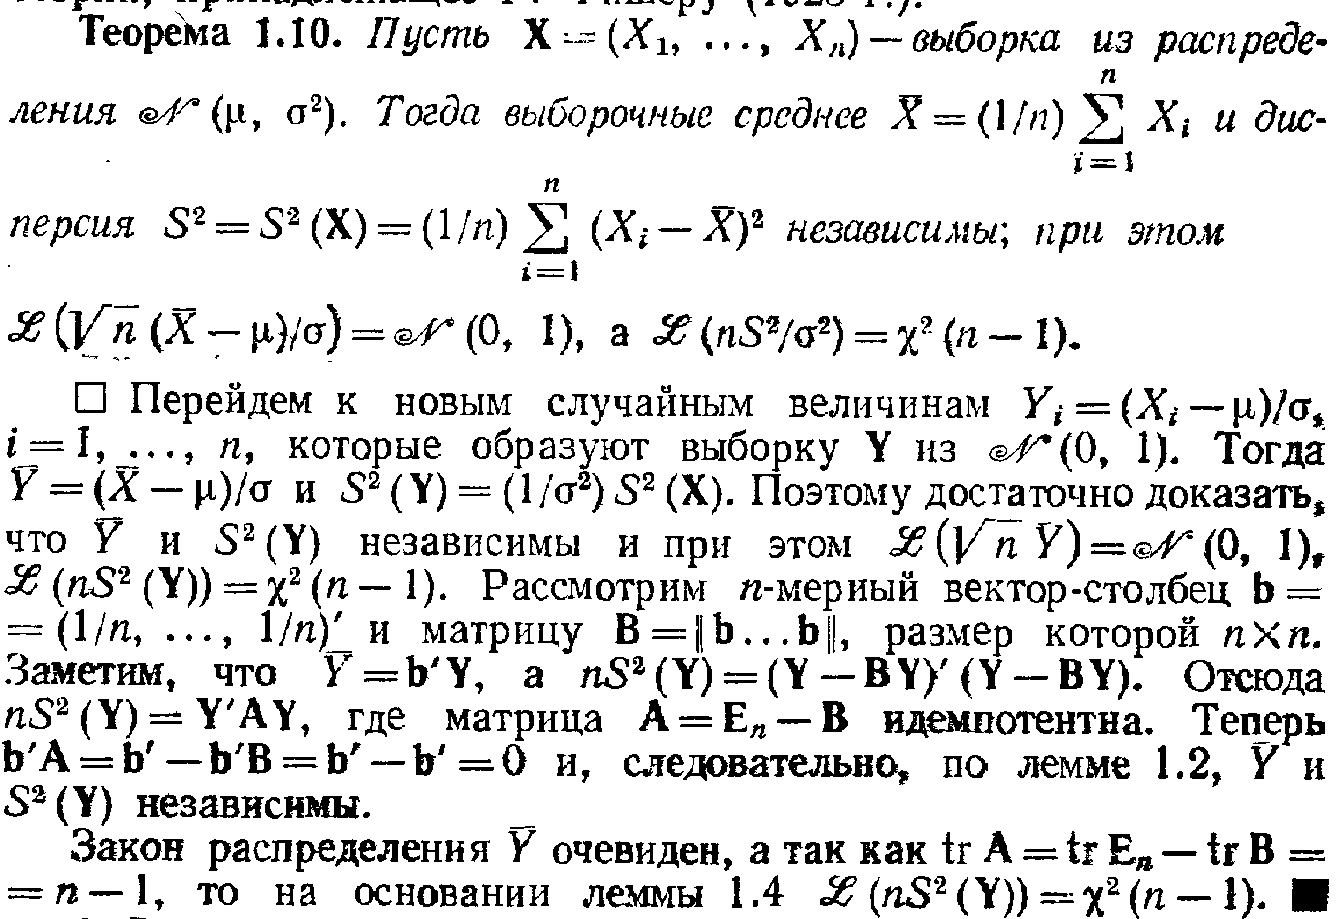 Теорема 1.10. Пусть X = (X₁, ..., Xₙ) — выборка из распреде-
ления 𝒩 (μ, σ²). Тогда выборочные среднее X̄ = (1/n) ∑ᵢ₌₁ⁿ Xᵢ и дис-
персия S² = S² (X) = (1/n) ∑ᵢ₌₁ⁿ (Xᵢ — X̄)² независимы; при этом
ℒ (√n (X̄ — μ)/σ) = 𝒩 (0, 1), а ℒ (nS²/σ²) = χ² (n — 1).
□ Перейдем к новым случайным величинам Yᵢ = (Xᵢ — μ)/σ,
i = 1, ..., n, которые образуют выборку Y из 𝒩 (0, 1). Тогда
Ȳ = (X̄ — μ)/σ и S² (Y) = (1/σ²) S² (X). Поэтому достаточно доказать,
что Ȳ и S² (Y) независимы и при этом ℒ (√n Ȳ) = 𝒩 (0, 1),
ℒ (nS² (Y)) = χ² (n — 1). Рассмотрим n-мерный вектор-столбец b =
= (1/n, ..., 1/n)′ и матрицу B = ‖b...b‖, размер которой n×n.
Заметим, что Ȳ = b′Y, а nS² (Y) = (Y — BY)′ (Y — BY). Отсюда
nS² (Y) = Y′AY, где матрица A = Eₙ — B идемпотентна. Теперь
b′A = b′ — b′B = b′ — b′ = 0 и, следовательно, по лемме 1.2, Ȳ и
S² (Y) независимы.
Закон распределения Ȳ очевиден, а так как tr A = tr Eₙ — tr B =
= n — 1, то на основании леммы 1.4 ℒ (nS² (Y)) = χ² (n — 1). ■